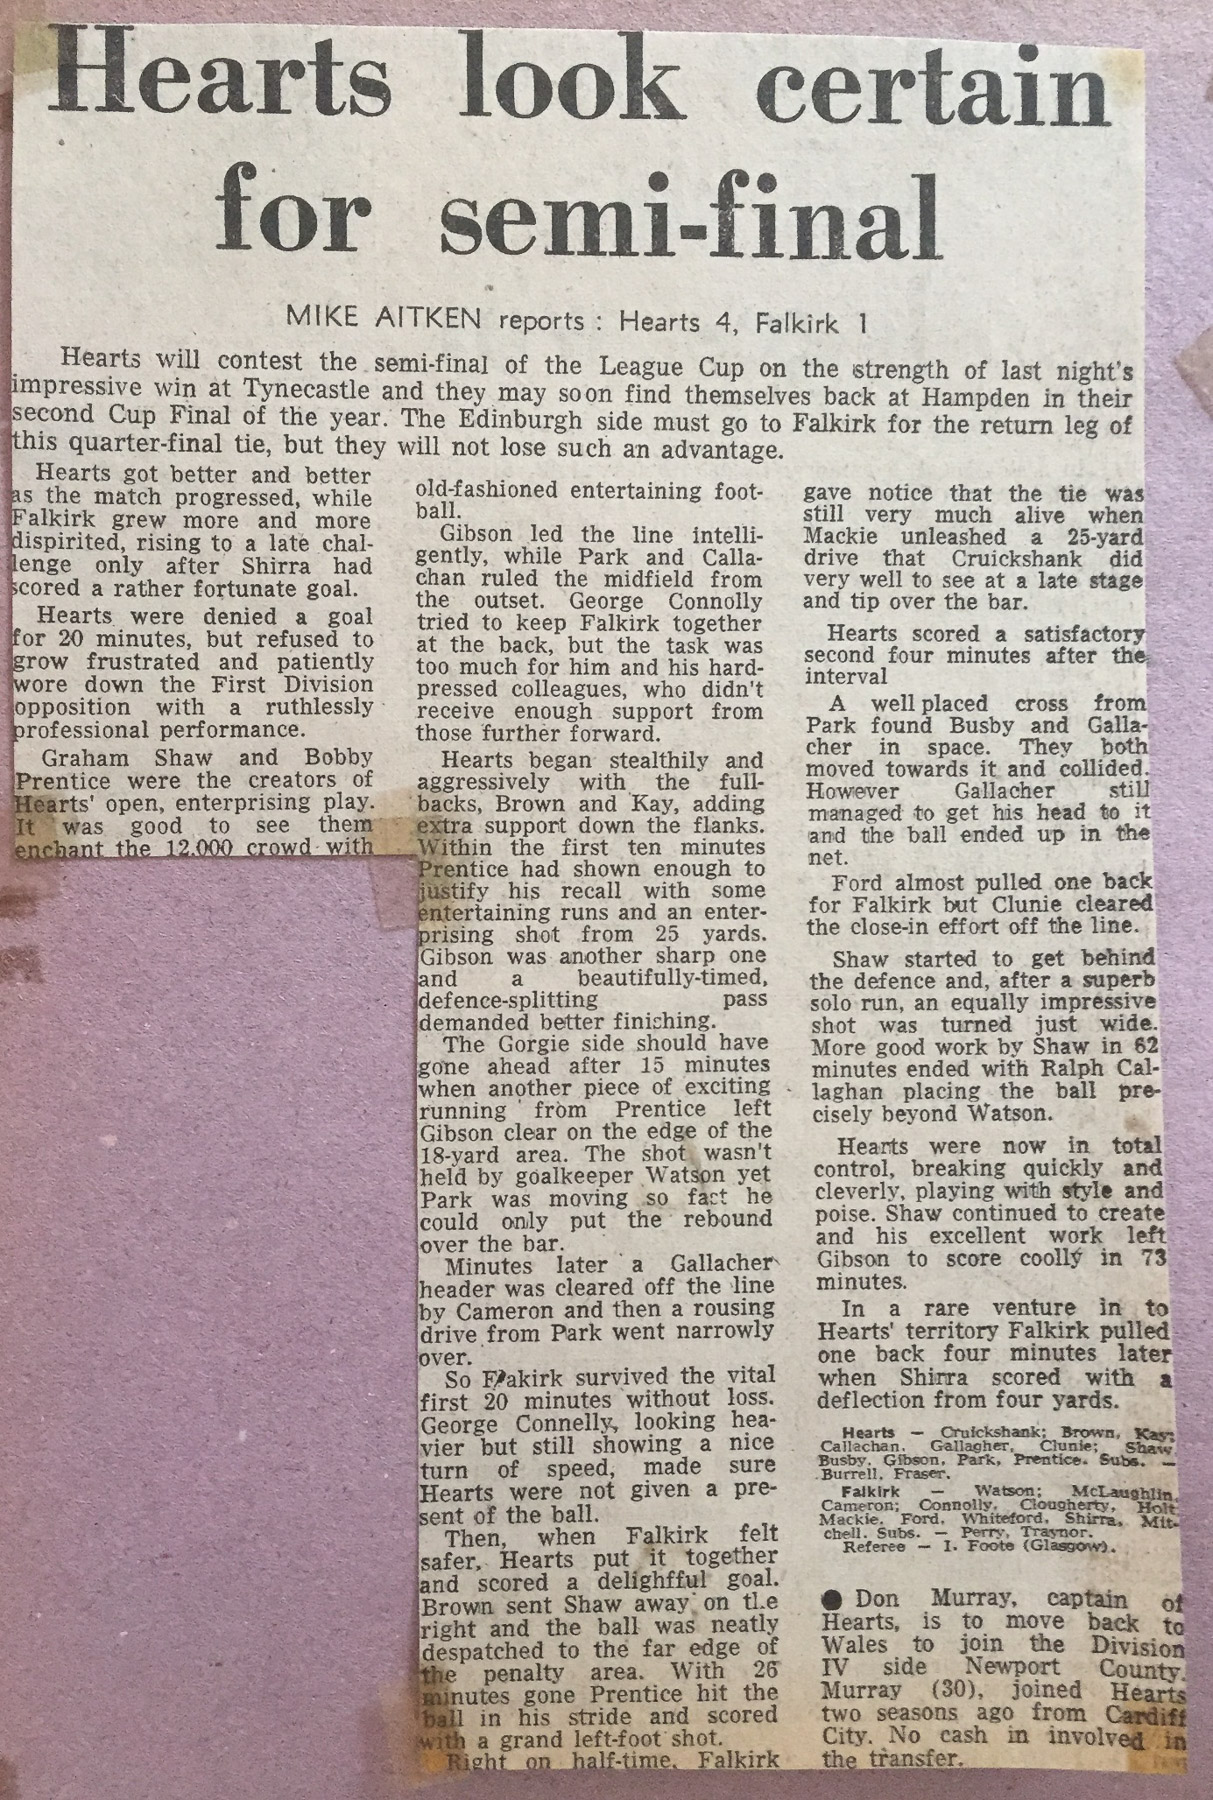 Hearts look certain
for semi-final
MIKE AITKEN reports : Hearts 4, Falkirk 1
Hearts will contest the semi-final of the League Cup on the strength of last night's
impressive win at Tynecastle and they may soon find themselves back at Hampden in their
second Cup Final of the year. The Edinburgh side must go to Falkirk for the return leg of
this quarter-final tie, but they will not lose such an advantage.
Hearts got better and better
as the match progressed, while
Falkirk grew more and more
dispirited, rising to a late chal-
lenge only after Shirra had
scored a rather fortunate goal.
Hearts were denied a goal
for 20 minutes, but refused to
grow frustrated and patiently
wore down the First Division
opposition with a ruthlessly
professional performance.
Graham Shaw and Bobby
Prentice were the creators of
Hearts' open, enterprising play.
It was good to see them
enchant the 12,000 crowd with
old-fashioned entertaining foot-
ball.
Gibson led the line intelli-
gently, while Park and Calla-
chan ruled the midfield from
the outset. George Connolly
tried to keep Falkirk together
at the back, but the task was
too much for him and his hard-
pressed colleagues, who didn't
receive enough support from
those further forward.
Hearts began stealthily and
aggressively with the full-
backs, Brown and Kay, adding
extra support down the flanks.
Within the first ten minutes
Prentice had shown enough to
justify his recall with some
entertaining runs and an enter-
prising shot from 25 yards.
Gibson was another sharp one
and a beautifully-timed,
defence-splitting pass
demanded better finishing.
The Gorgie side should have
gone ahead after 15 minutes
when another piece of exciting
running from Prentice left
Gibson clear on the edge of the
18-yard area. The shot wasn't
held by goalkeeper Watson yet
Park was moving so fact he
could only put the rebound
over the bar.
Minutes later a Gallacher
header was cleared off the line
by Cameron and then a rousing
drive from Park went narrowly
over.
So Fakirk survived the vital
first 20 minutes without loss.
George Connelly, looking hea-
vier but still showing a nice
turn of speed, made sure
Hearts were not given a pre-
sent of the ball.
Then, when Falkirk felt
safer, Hearts put it together
and scored a delighfful goal.
Brown sent Shaw away on the
right and the ball was neatly
despatched to the far edge of
the penalty area. With 26
minutes gone Prentice hit the
ball in his stride and scored
with a grand left-foot shot.
Right on half-time, Falkirk
gave notice that the tie was
still very much alive when
Mackie unleashed a 25-yard
drive that Cruickshank did
very well to see at a late stage
and tip over the bar.
Hearts scored a satisfactory
second four minutes after the
interval
A well placed cross from
Park found Busby and Galla-
cher in space. They both
moved towards it and collided.
However Gallacher still
managed to get his head to it
and the ball ended up in the
net.
Ford almost pulled one back
for Falkirk but Clunie cleared
the close-in effort off the line.
Shaw started to get behind
the defence and, after a superb
solo run, an equally impressive
shot was turned just wide.
More good work by Shaw in 62
minutes ended with Ralph Cal-
laghan placing the ball pre-
cisely beyond Watson.
Hearts were now in total
control, breaking quickly and
cleverly, playing with style and
poise. Shaw continued to create
and his excellent work left
Gibson to score coolly in 73
minutes.
In a rare venture in to
Hearts' territory Falkirk pulled
one back four minutes later
when Shirra scored with a
deflection from four yards.
Hearts — Cruickshank; Brown, Kay;
Callachan, Gallagher, Clunie; Shaw,
Busby, Gibson, Park, Prentice. Subs. —
Burrell, Fraser.
Falkirk — Watson; McLaughlin,
Cameron; Connolly, Clougherty, Holt
Mackie, Ford, Whiteford, Shirra, Mit-
chell. Subs. — Perry, Traynor.
Referee — I. Foote (Glasgow).
● Don Murray, captain of
Hearts, is to move back to
Wales to join the Division
IV side Newport County.
Murray (30), joined Hearts
two seasons ago from Cardiff
City. No cash in involved in
the transfer.